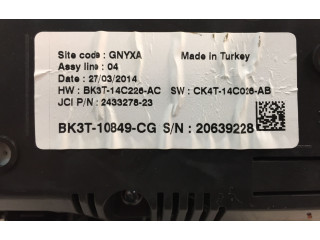 Site code : GNYXA Made in Turkey
Assy line : 04
Date : 27/03/2014
HW : BK3T-14C226-AC SW : CK4T-14C026-AB
JCI P/N : 2433276-23
BK3T-10849-CG S/N : 20639228